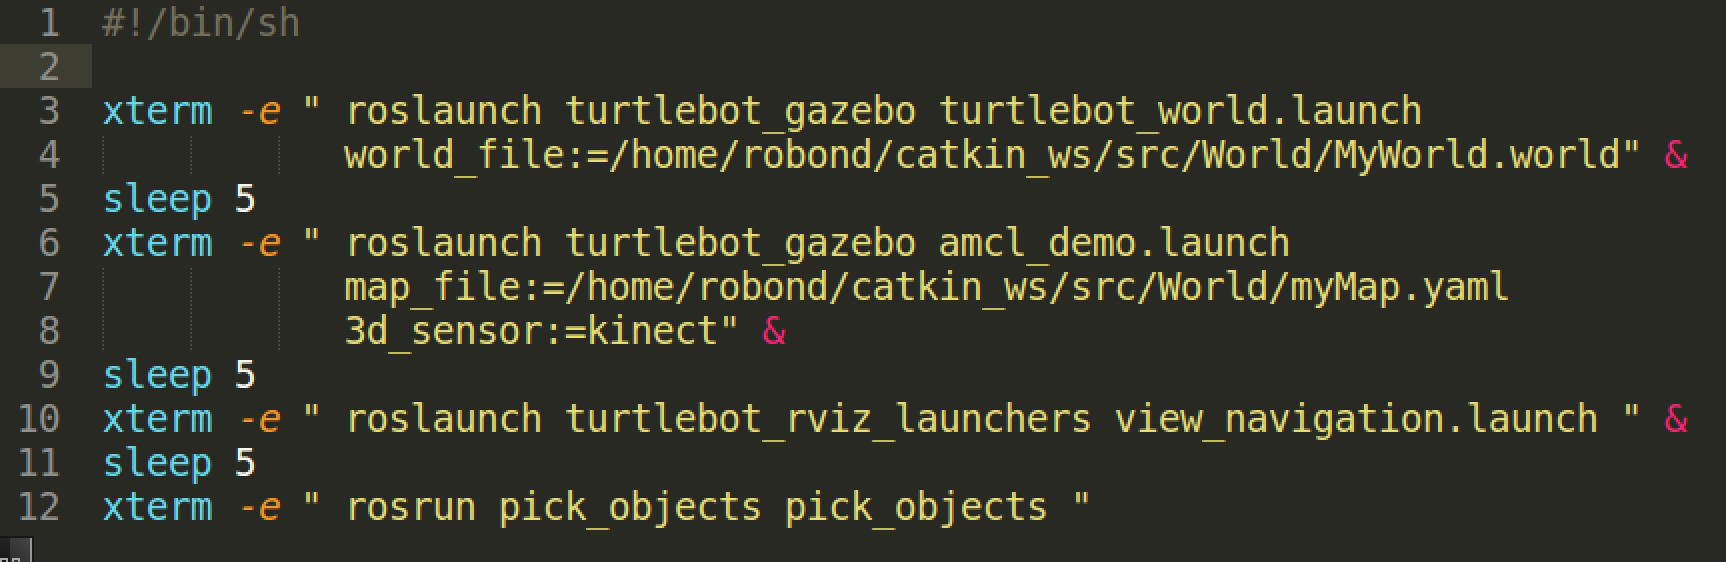 1 #!/bin/sh
2
3 xterm -e " roslaunch turtlebot_gazebo turtlebot_world.launch
4            world_file:=/home/robond/catkin_ws/src/World/MyWorld.world" &
5 sleep 5
6 xterm -e " roslaunch turtlebot_gazebo amcl_demo.launch
7            map_file:=/home/robond/catkin_ws/src/World/myMap.yaml
8            3d_sensor:=kinect" &
9 sleep 5
10 xterm -e " roslaunch turtlebot_rviz_launchers view_navigation.launch " &
11 sleep 5
12 xterm -e " rosrun pick_objects pick_objects "